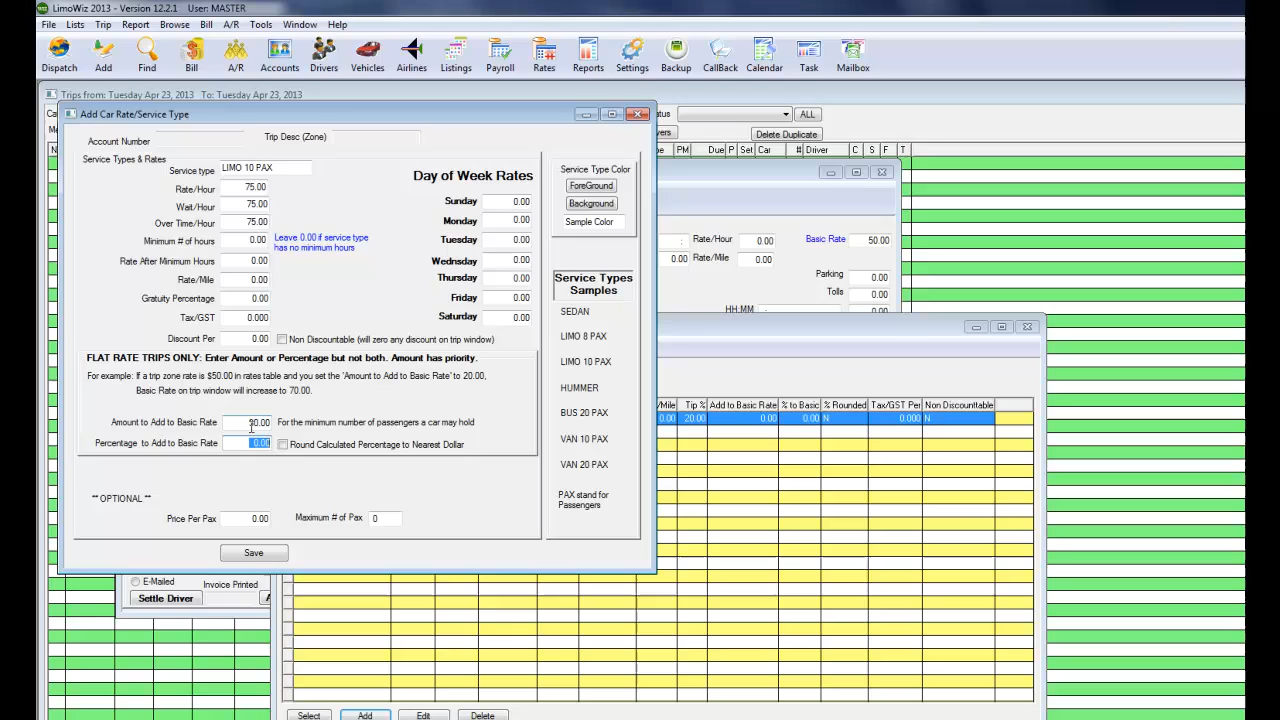 LimoWiz 2013 - Version 12.2.1 User: MASTER
File Lists Trip Report Browse Bill A/R Tools Window Help
Dispatch Add Find Bill A/R Accounts Drivers Vehicles Airlines Listings Payroll Rates Reports Settings Backup CallBack Calendar Task Mailbox
Trips from: Tuesday Apr 23, 2013 To: Tuesday Apr 23, 2013
ALL
Delete Duplicate
PM Due P Set Car # Driver C S F T
Add Car Rate/Service Type
Account Number
Trip Desc (Zone)
Service Types & Rates
Service type LIMO 10 PAX
Rate/Hour 75.00
Wait/Hour 75.00
Over Time/Hour 75.00
Minimum # of hours 0.00
Leave 0.00 if service type
has no minimum hours
Rate After Minimum Hours 0.00
Rate/Mile 0.00
Gratuity Percentage 0.00
Tax/GST 0.000
Discount Per 0.00 Non Discountable (will zero any discount on trip window)
Day of Week Rates
Sunday 0.00
Monday 0.00
Tuesday 0.00
Wednsday 0.00
Thursday 0.00
Friday 0.00
Saturday 0.00
FLAT RATE TRIPS ONLY: Enter Amount or Percentage but not both. Amount has priority.
For example: If a trip zone rate is $50.00 in rates table and you set the 'Amount to Add to Basic Rate' to 20.00,
Basic Rate on trip window will increase to 70.00.
Amount to Add to Basic Rate For the minimum number of passengers a car may hold
Percentage to Add to Basic Rate 0.00 Round Calculated Percentage to Nearest Dollar
** OPTIONAL **
Price Per Pax 0.00 Maximum # of Pax 0
Save
Service Type Color
ForeGround
Background
Sample Color
Service Types
Samples
SEDAN
LIMO 8 PAX
LIMO 10 PAX
HUMMER
BUS 20 PAX
VAN 10 PAX
VAN 20 PAX
PAX stand for
Passengers
: Rate/Hour 0.00 Basic Rate 50.00
0.00 Rate/Mile 0.00
Parking 0.00
Tolls 0.00
HH:MM
/Mile Tip % Add to Basic Rate % to Basic % Rounded Tax/GST Per Non Discounttable
0.00 20.00 0.00 0.00 N 0.000 N
E-Mailed
Invoice Printed
Settle Driver
Select Add Edit Delete